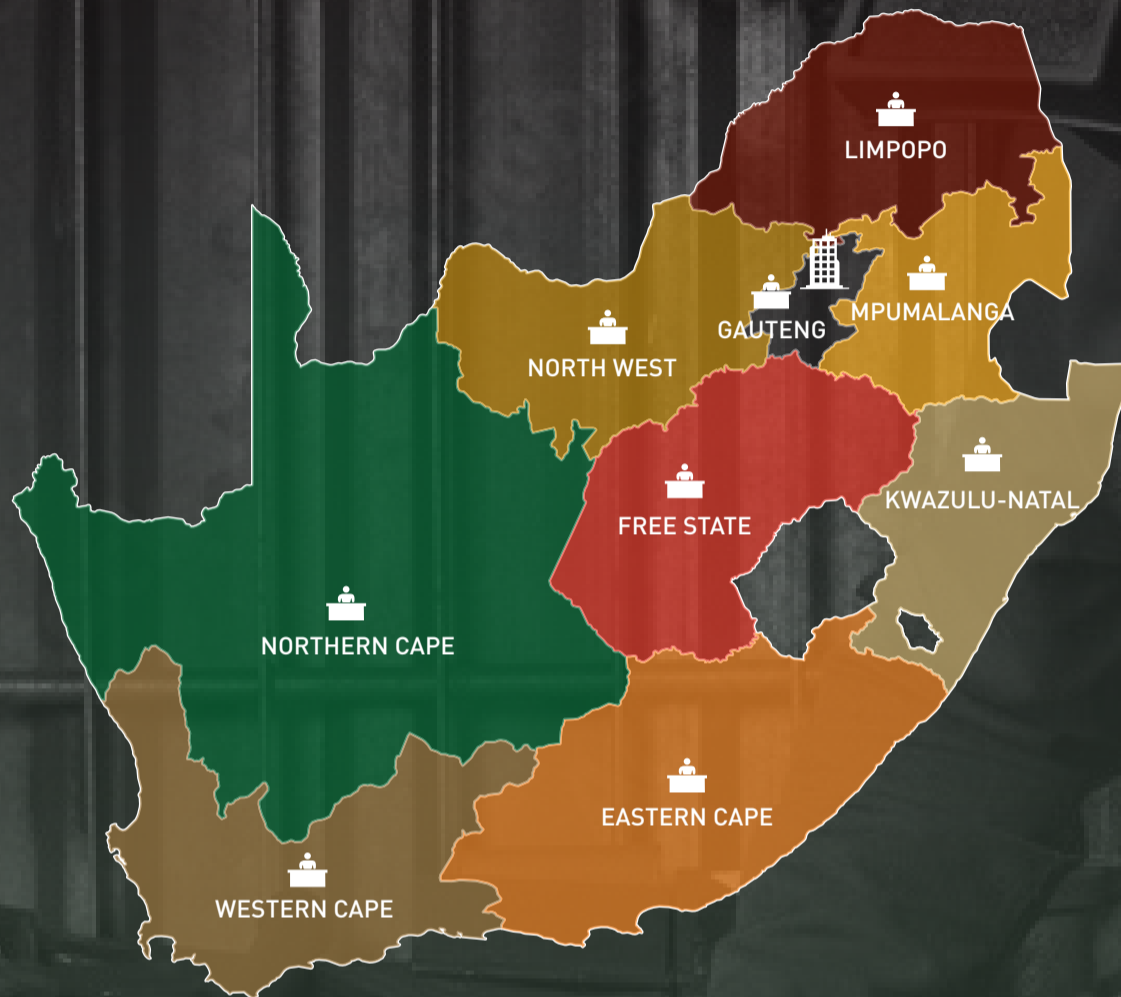 LIMPOPO
MPUMALANGA
GAUTENG
NORTH WEST
KWAZULU-NATAL
FREE STATE
NORTHERN CAPE
EASTERN CAPE
WESTERN CAPE